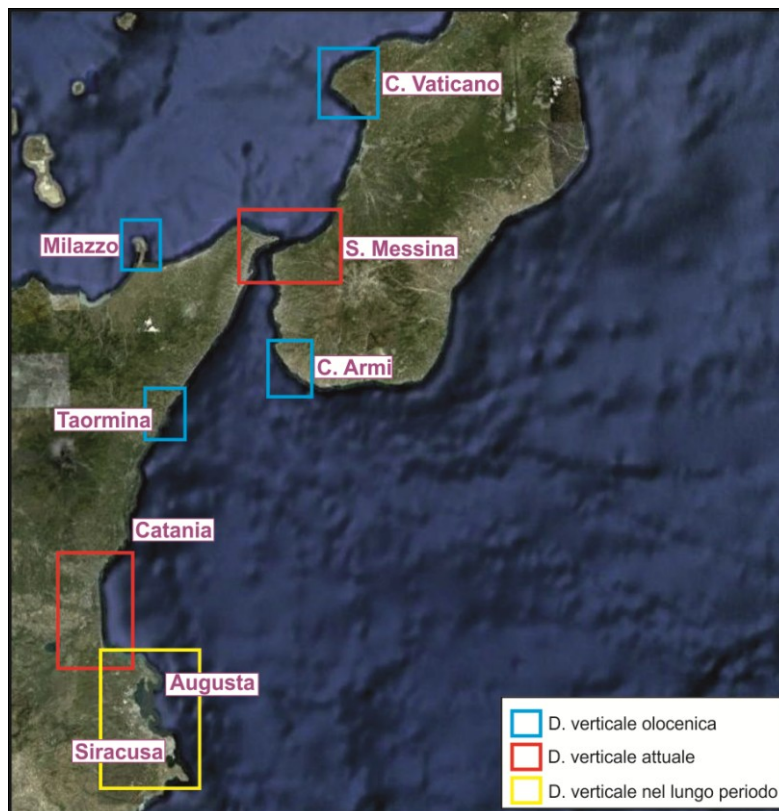 C. Vaticano
Milazzo
S. Messina
C. Armi
Taormina
Catania
Augusta
Siracusa
D. verticale olocenica
D. verticale attuale
D. verticale nel lungo periodo